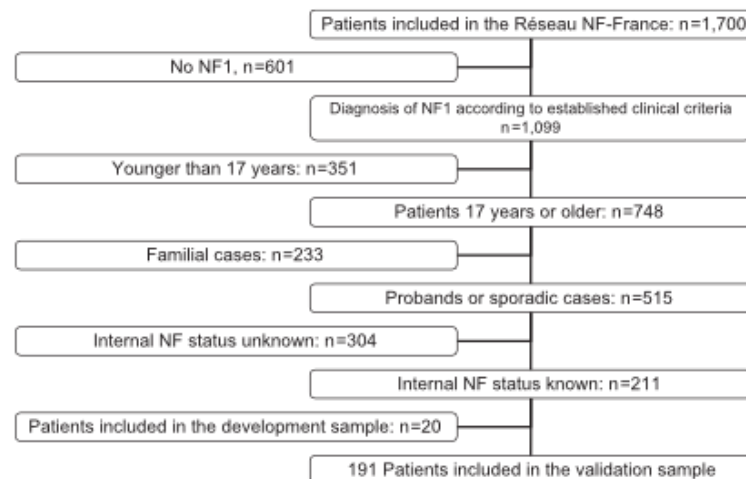 Patients included in the Réseau NF-France: n=1,700
No NF1, n=601
Diagnosis of NF1 according to established clinical criteria
n=1,099
Younger than 17 years: n=351
Patients 17 years or older: n=748
Familial cases: n=233
Probands or sporadic cases: n=515
Internal NF status unknown: n=304
Internal NF status known: n=211
Patients included in the development sample: n=20
191 Patients included in the validation sample